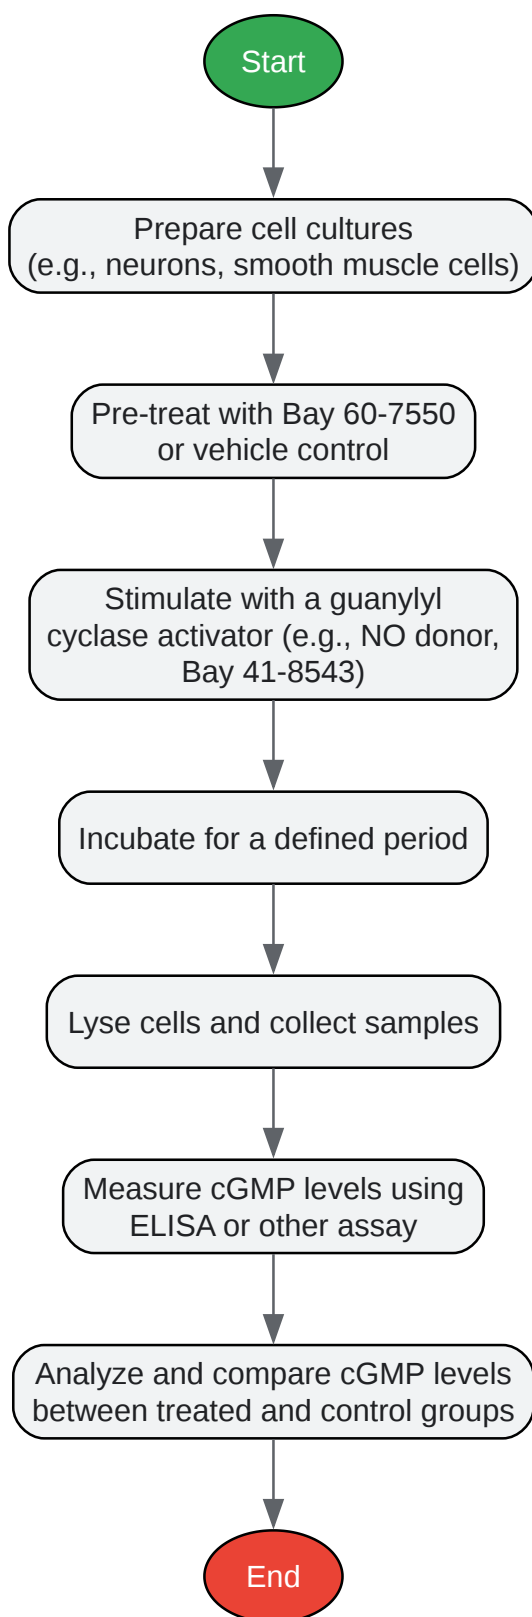 Start
Prepare cell cultures
(e.g., neurons, smooth muscle cells)
Pre-treat with Bay 60-7550
or vehicle control
Stimulate with a guanylyl
cyclase activator (e.g., NO donor,
Bay 41-8543)
Incubate for a defined period
Lyse cells and collect samples
Measure cGMP levels using
ELISA or other assay
Analyze and compare cGMP levels
between treated and control groups
End